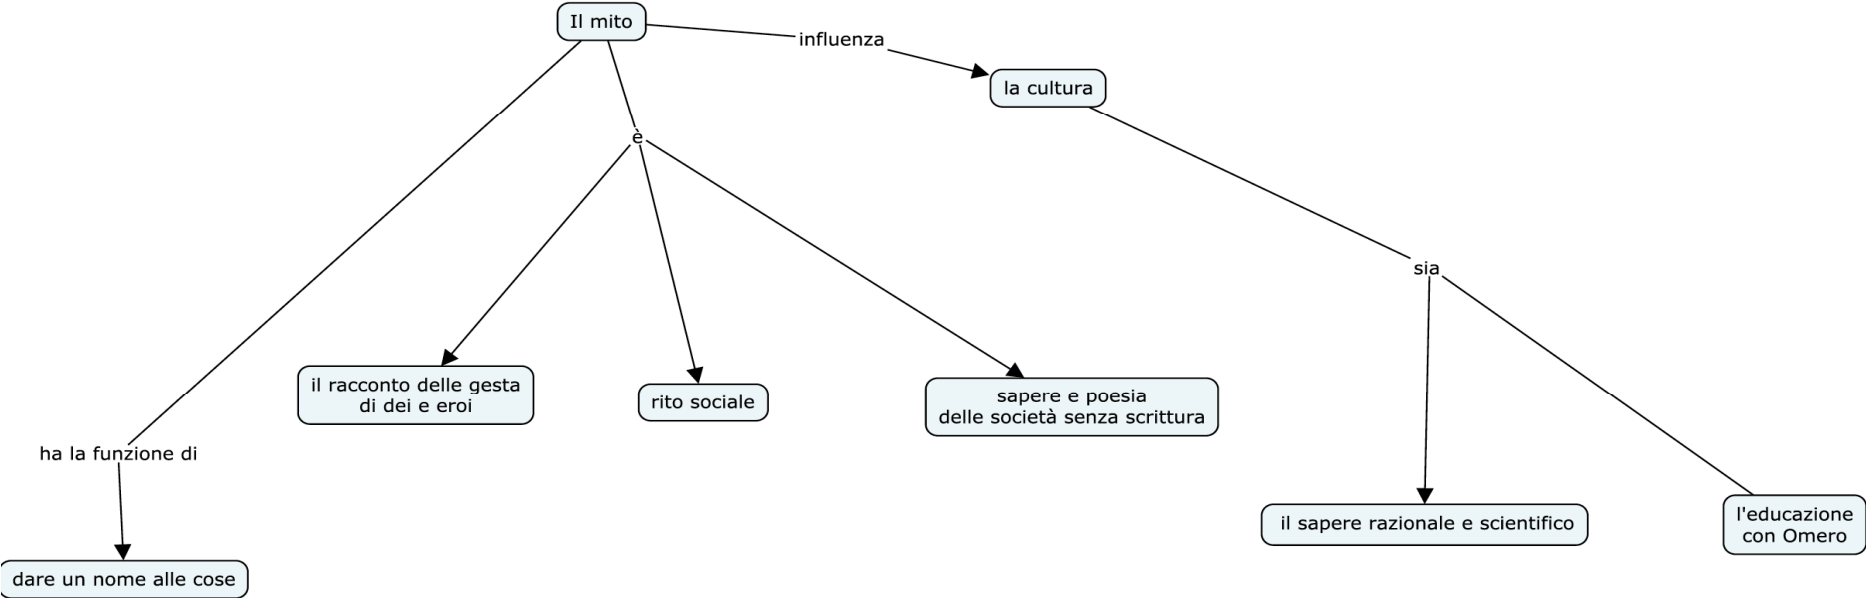 Il mito
influenza
la cultura
è
sia
il racconto delle gesta
di dei e eroi
rito sociale
sapere e poesia
delle società senza scrittura
ha la funzione di
il sapere razionale e scientifico
l'educazione
con Omero
dare un nome alle cose